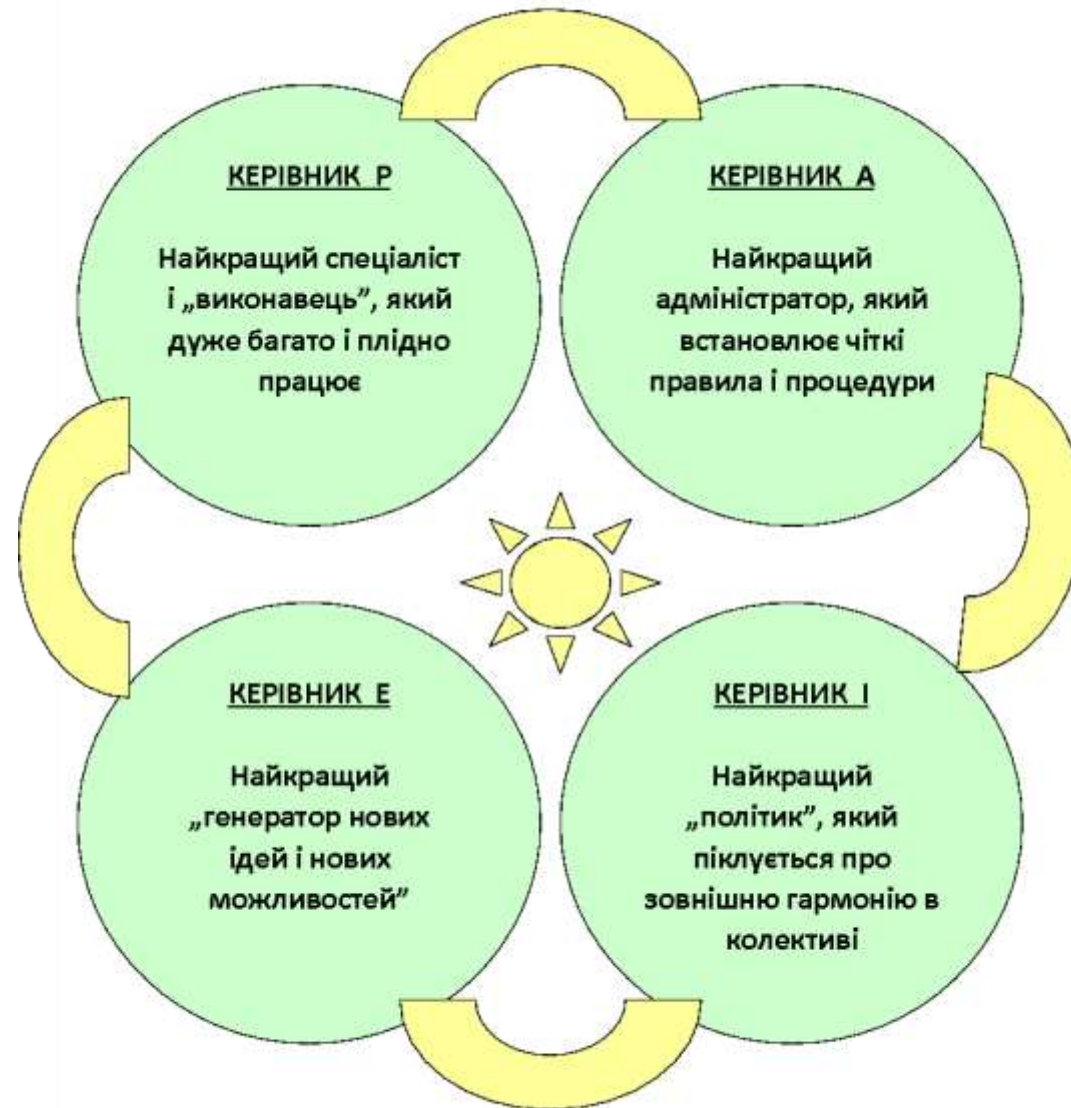 КЕРІВНИК Р
Найкращий спеціаліст
і „виконавець”, який
дуже багато і плідно
працює
КЕРІВНИК А
Найкращий
адміністратор, який
встановлює чіткі
правила і процедури
КЕРІВНИК Е
Найкращий
„генератор нових
ідей і нових
можливостей”
КЕРІВНИК І
Найкращий
„політик”, який
піклується про
зовнішню гармонію в
колективі